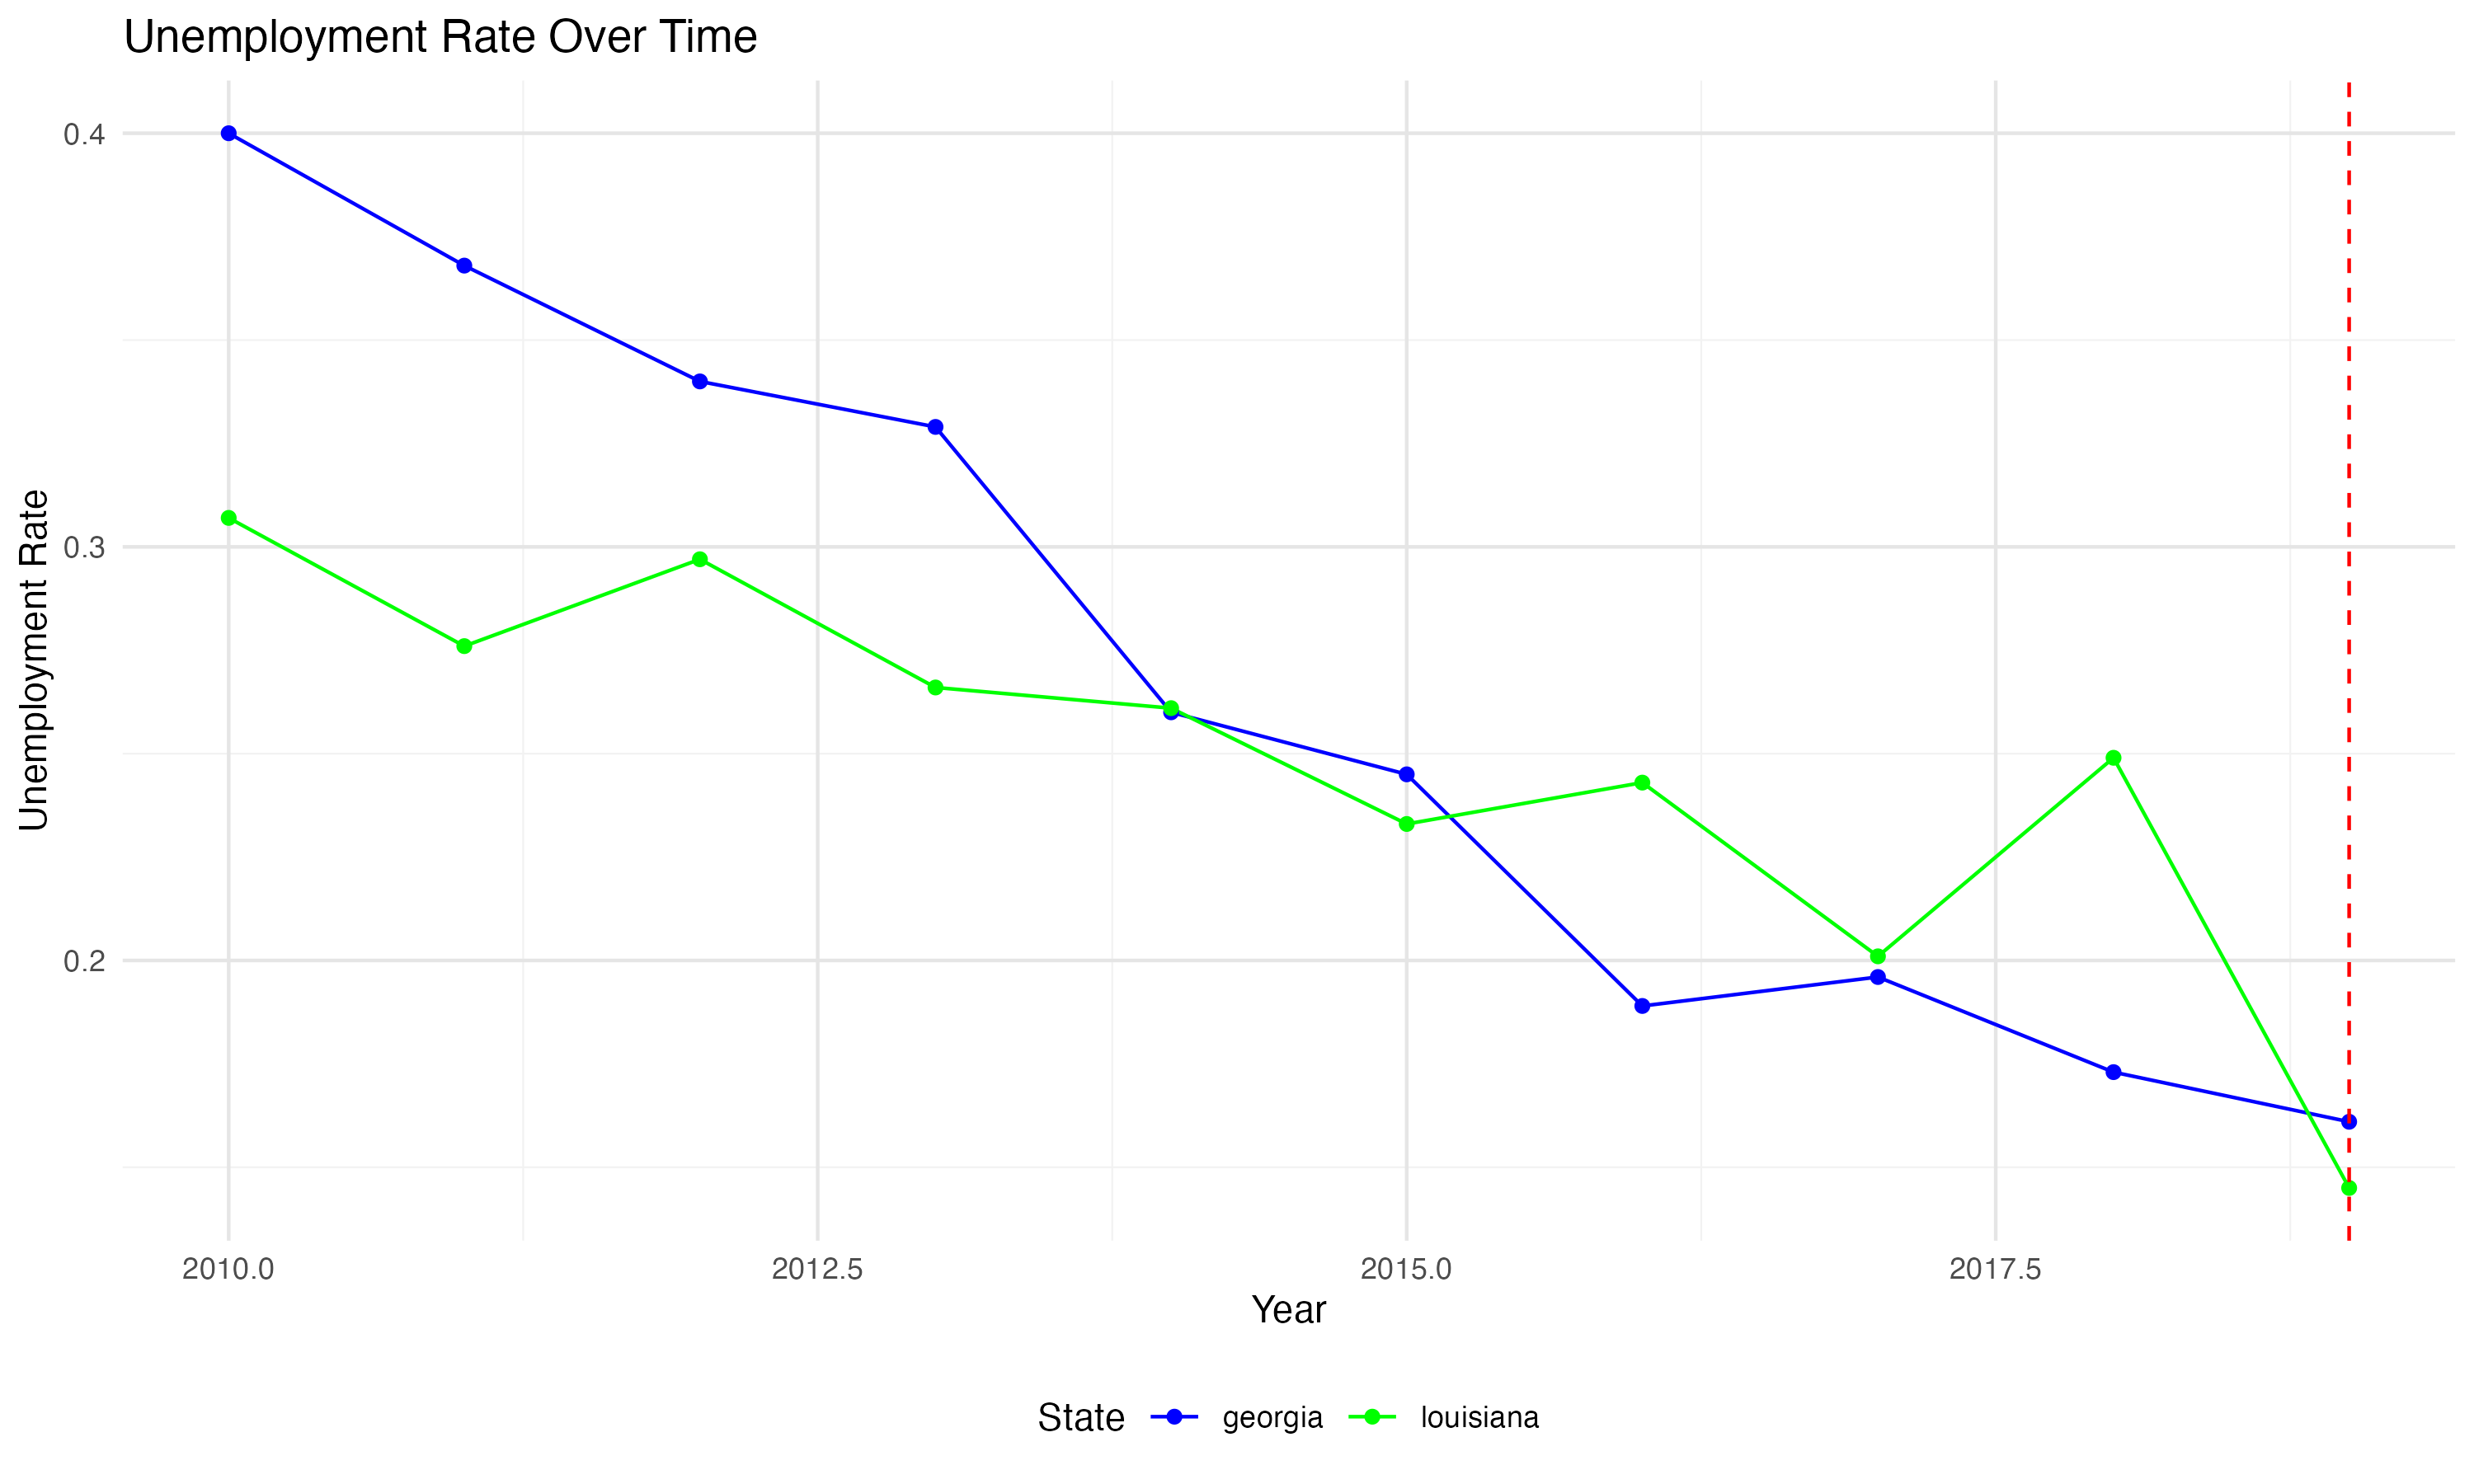 Unemployment Rate Over Time
Unemployment Rate
0.4
0.3
0.2
2010.0 2012.5 2015.0 2017.5
Year
State georgia louisiana